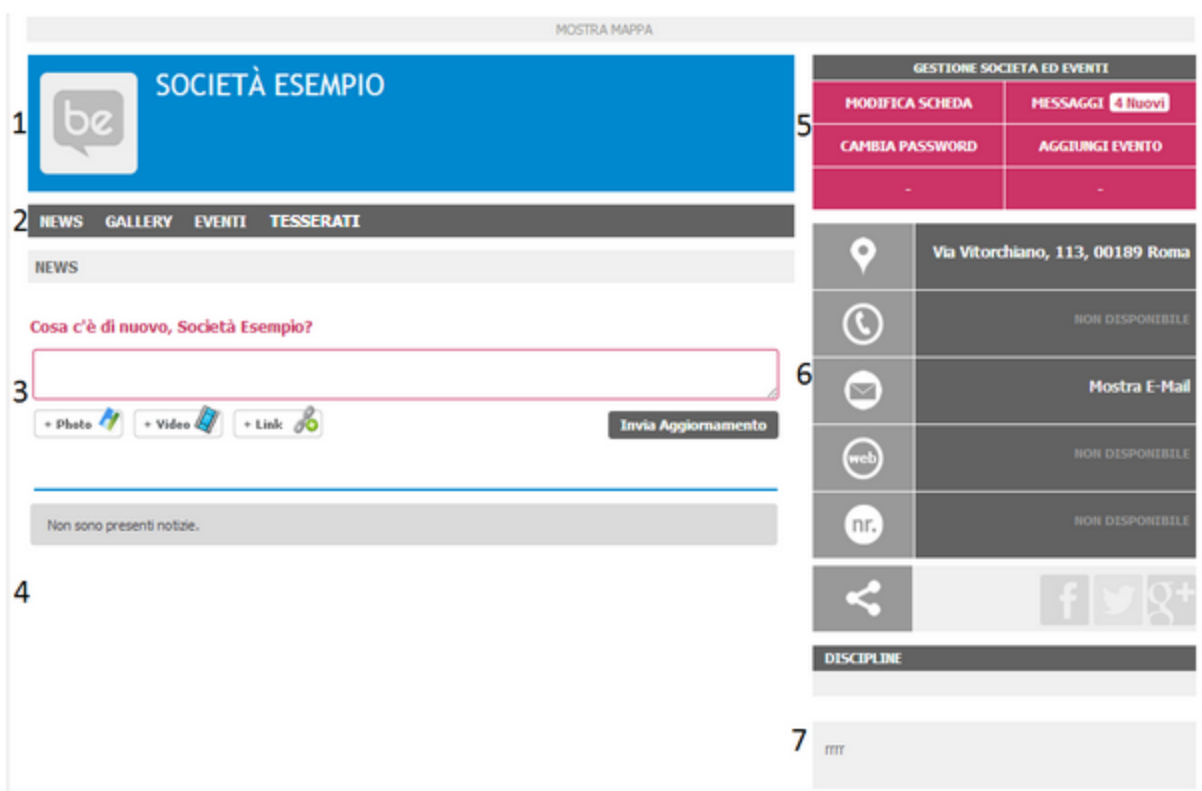 MOSTRA MAPPA
1
be
SOCIETÀ ESEMPIO
2
NEWS GALLERY EVENTI TESSERATI
NEWS
Cosa c'è di nuovo, Società Esempio?
3
+ Photo + Video + Link Invia Aggiornamento
Non sono presenti notizie.
4
GESTIONE SOCIETA ED EVENTI
5
MODIFICA SCHEDA MESSAGGI 4 Nuovi
CAMBIA PASSWORD AGGIUNGI EVENTO
- -
Via Vitorchiano, 113, 00189 Roma
NON DISPONIBILE
6
Mostra E-Mail
web NON DISPONIBILE
nr. NON DISPONIBILE
f g+
DISCIPLINE
7
rrrr